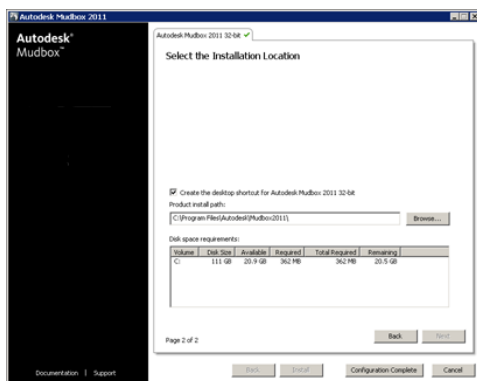 Autodesk Mudbox 2011
Autodesk®
Mudbox™
Autodesk Mudbox 2011 32-bit
Select the Installation Location
Create the desktop shortcut for Autodesk Mudbox 2011 32-bit
Product install path:
C:\Program Files\Autodesk\Mudbox2011\
Browse...
Disk space requirements:
Volume Disk Size Available Required Total Required Remaining
C: 111 GB 20.9 GB 362 MB 362 MB 20.5 GB
Page 2 of 2
Back Next
Documentation | Support
Back Install Configuration Complete Cancel